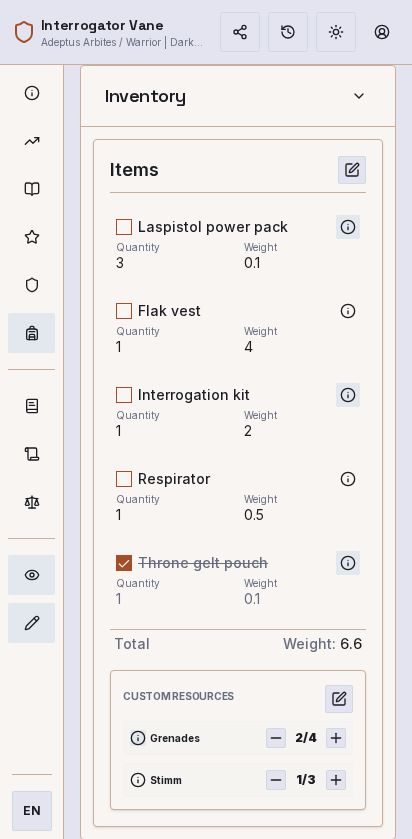 Interrogator Vane
Adeptus Arbites / Warrior | Dark...
Inventory
Items
Laspistol power pack
Quantity Weight
3 0.1
Flak vest
Quantity Weight
1 4
Interrogation kit
Quantity Weight
1 2
Respirator
Quantity Weight
1 0.5
Throne gelt pouch
Quantity Weight
1 0.1
Total Weight: 6.6
CUSTOM RESOURCES
Grenades 2/4
Stimm 1/3
EN